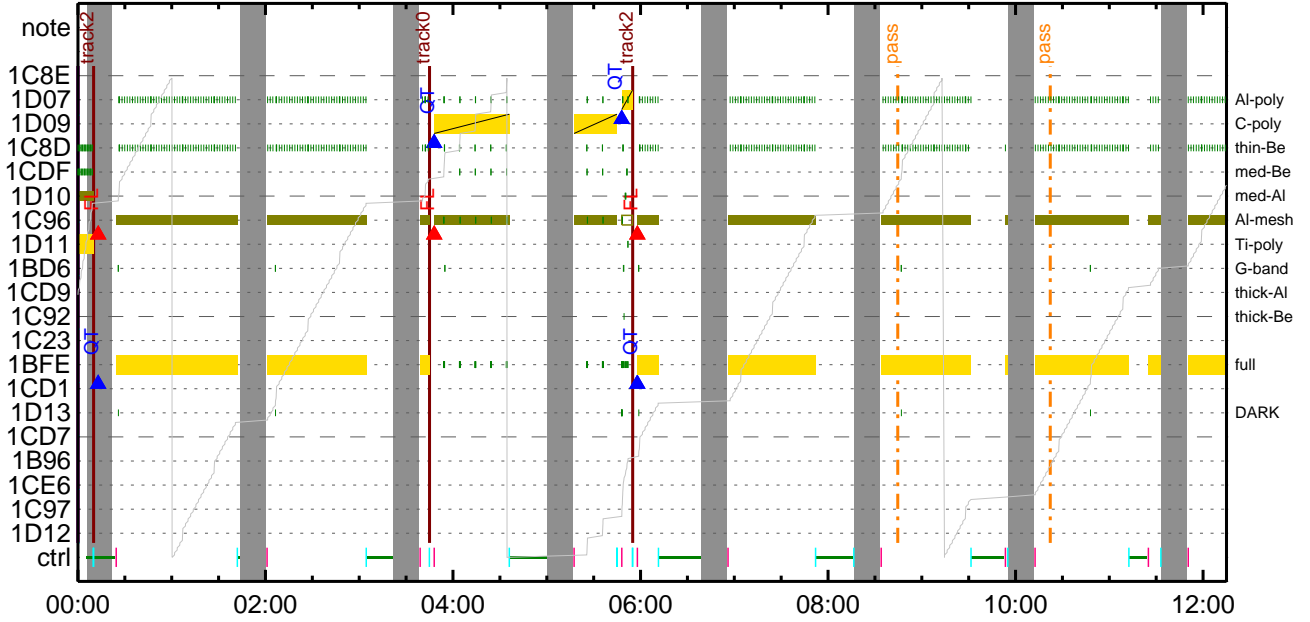 note
track2
track0
track2
pass
pass
1C8E
QT
1D07 Al-poly
QT
1D09 C-poly
1C8D thin-Be
1CDF med-Be
1D10 med-Al
FL
FL
FL
1C96 Al-mesh
1D11 Ti-poly
1BD6 G-band
1CD9 thick-Al
1C92 thick-Be
1C23
QT
QT
1BFE full
1CD1
1D13 DARK
1CD7
1B96
1CE6
1C97
1D12
ctrl
00:00 02:00 04:00 06:00 08:00 10:00 12:00